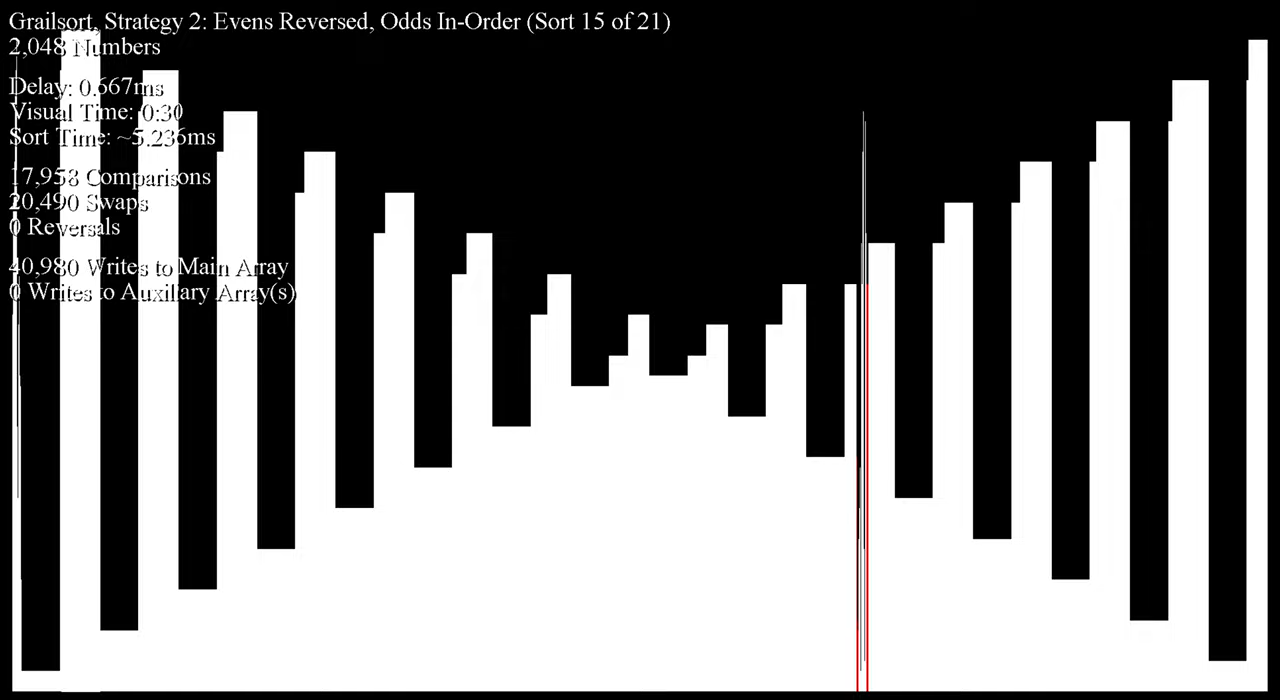 Grailsort, Strategy 2: Evens Reversed, Odds In-Order (Sort 15 of 21)
2,048 Numbers
Delay: 0.667ms
Visual Time: 0:30
Sort Time: ~5.236ms
17,958 Comparisons
20,490 Swaps
0 Reversals
40,980 Writes to Main Array
0 Writes to Auxiliary Array(s)